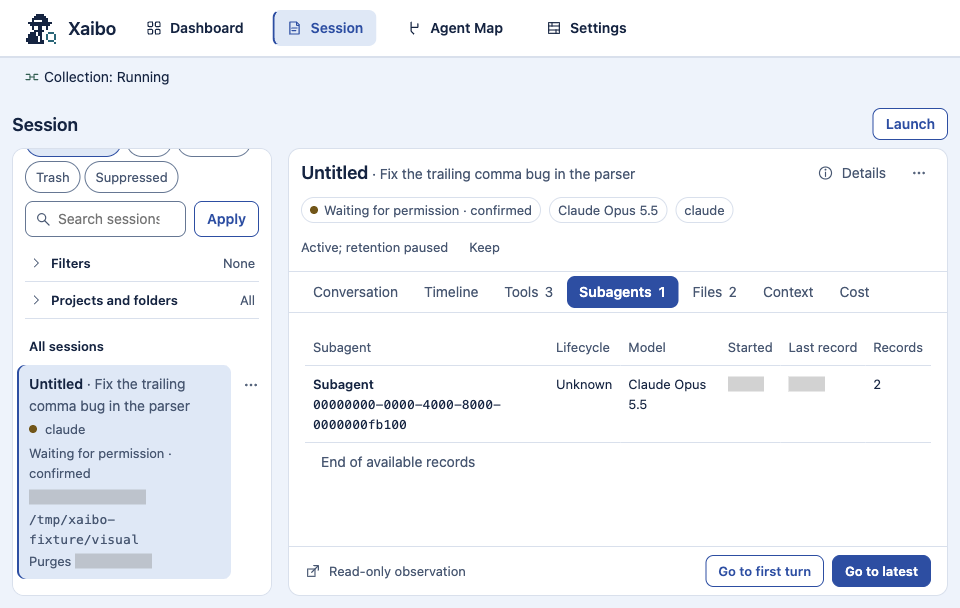 Xaibo
Dashboard
Session
Agent Map
Settings
Collection: Running
Session
Launch
Trash
Suppressed
Search sessions
Apply
Filters
None
Projects and folders
All
All sessions
Untitled · Fix the trailing
comma bug in the parser
claude
Waiting for permission ·
confirmed
/tmp/xaibo-
fixture/visual
Purges
Untitled · Fix the trailing comma bug in the parser
Details
Waiting for permission · confirmed
Claude Opus 5.5
claude
Active; retention paused
Keep
Conversation
Timeline
Tools 3
Subagents 1
Files 2
Context
Cost
Subagent
Lifecycle
Model
Started
Last record
Records
Subagent
00000000-0000-4000-8000-
0000000fb100
Unknown
Claude Opus
5.5
2
End of available records
Read-only observation
Go to first turn
Go to latest